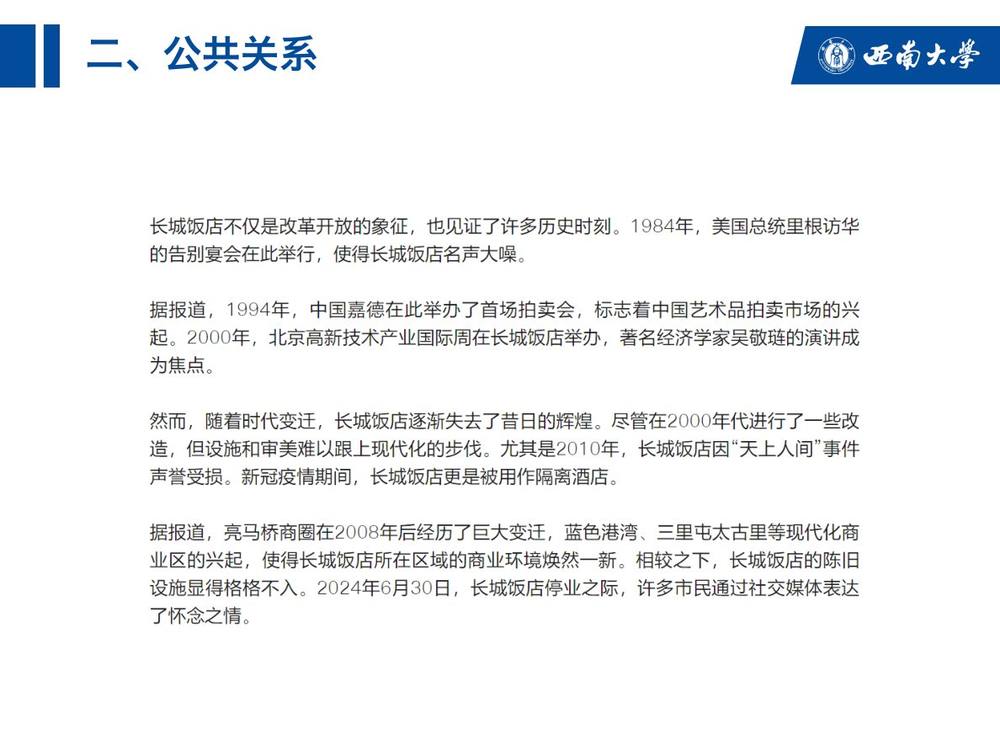 二、公共关系
西南大学
长城饭店不仅是改革开放的象征，也见证了许多历史时刻。1984年，美国总统里根访华
的告别宴会在此举行，使得长城饭店名声大噪。
据报道，1994年，中国嘉德在此举办了首场拍卖会，标志着中国艺术品拍卖市场的兴
起。2000年，北京高新技术产业国际周在长城饭店举办，著名经济学家吴敬琏的演讲成
为焦点。
然而，随着时代变迁，长城饭店逐渐失去了昔日的辉煌。尽管在2000年代进行了一些改
造，但设施和审美难以跟上现代化的步伐。尤其是2010年，长城饭店因“天上人间”事件
声誉受损。新冠疫情期间，长城饭店更是被用作隔离酒店。
据报道，亮马桥商圈在2008年后经历了巨大变迁，蓝色港湾、三里屯太古里等现代化商
业区的兴起，使得长城饭店所在区域的商业环境焕然一新。相较之下，长城饭店的陈旧
设施显得格格不入。2024年6月30日，长城饭店停业之际，许多市民通过社交媒体表达
了怀念之情。